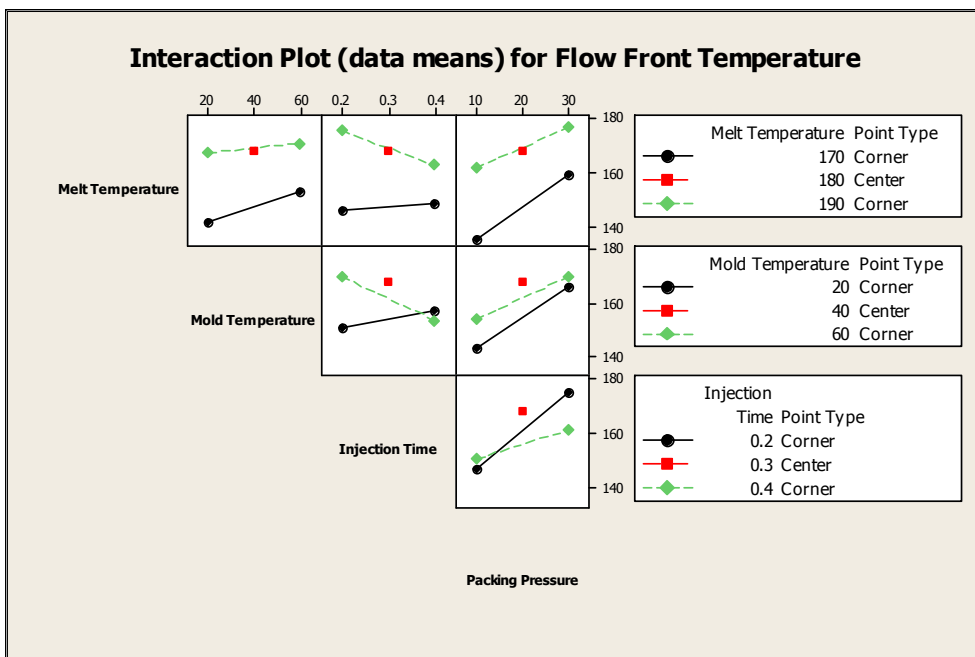 Interaction Plot (data means) for Flow Front Temperature
20 40 60 0.2 0.3 0.4 10 20 30
Melt Temperature
180
160
140
Melt Temperature Point Type
170 Corner
180 Center
190 Corner
Mold Temperature
180
160
140
Mold Temperature Point Type
20 Corner
40 Center
60 Corner
Injection Time
180
160
140
Injection
Time Point Type
0.2 Corner
0.3 Center
0.4 Corner
Packing Pressure